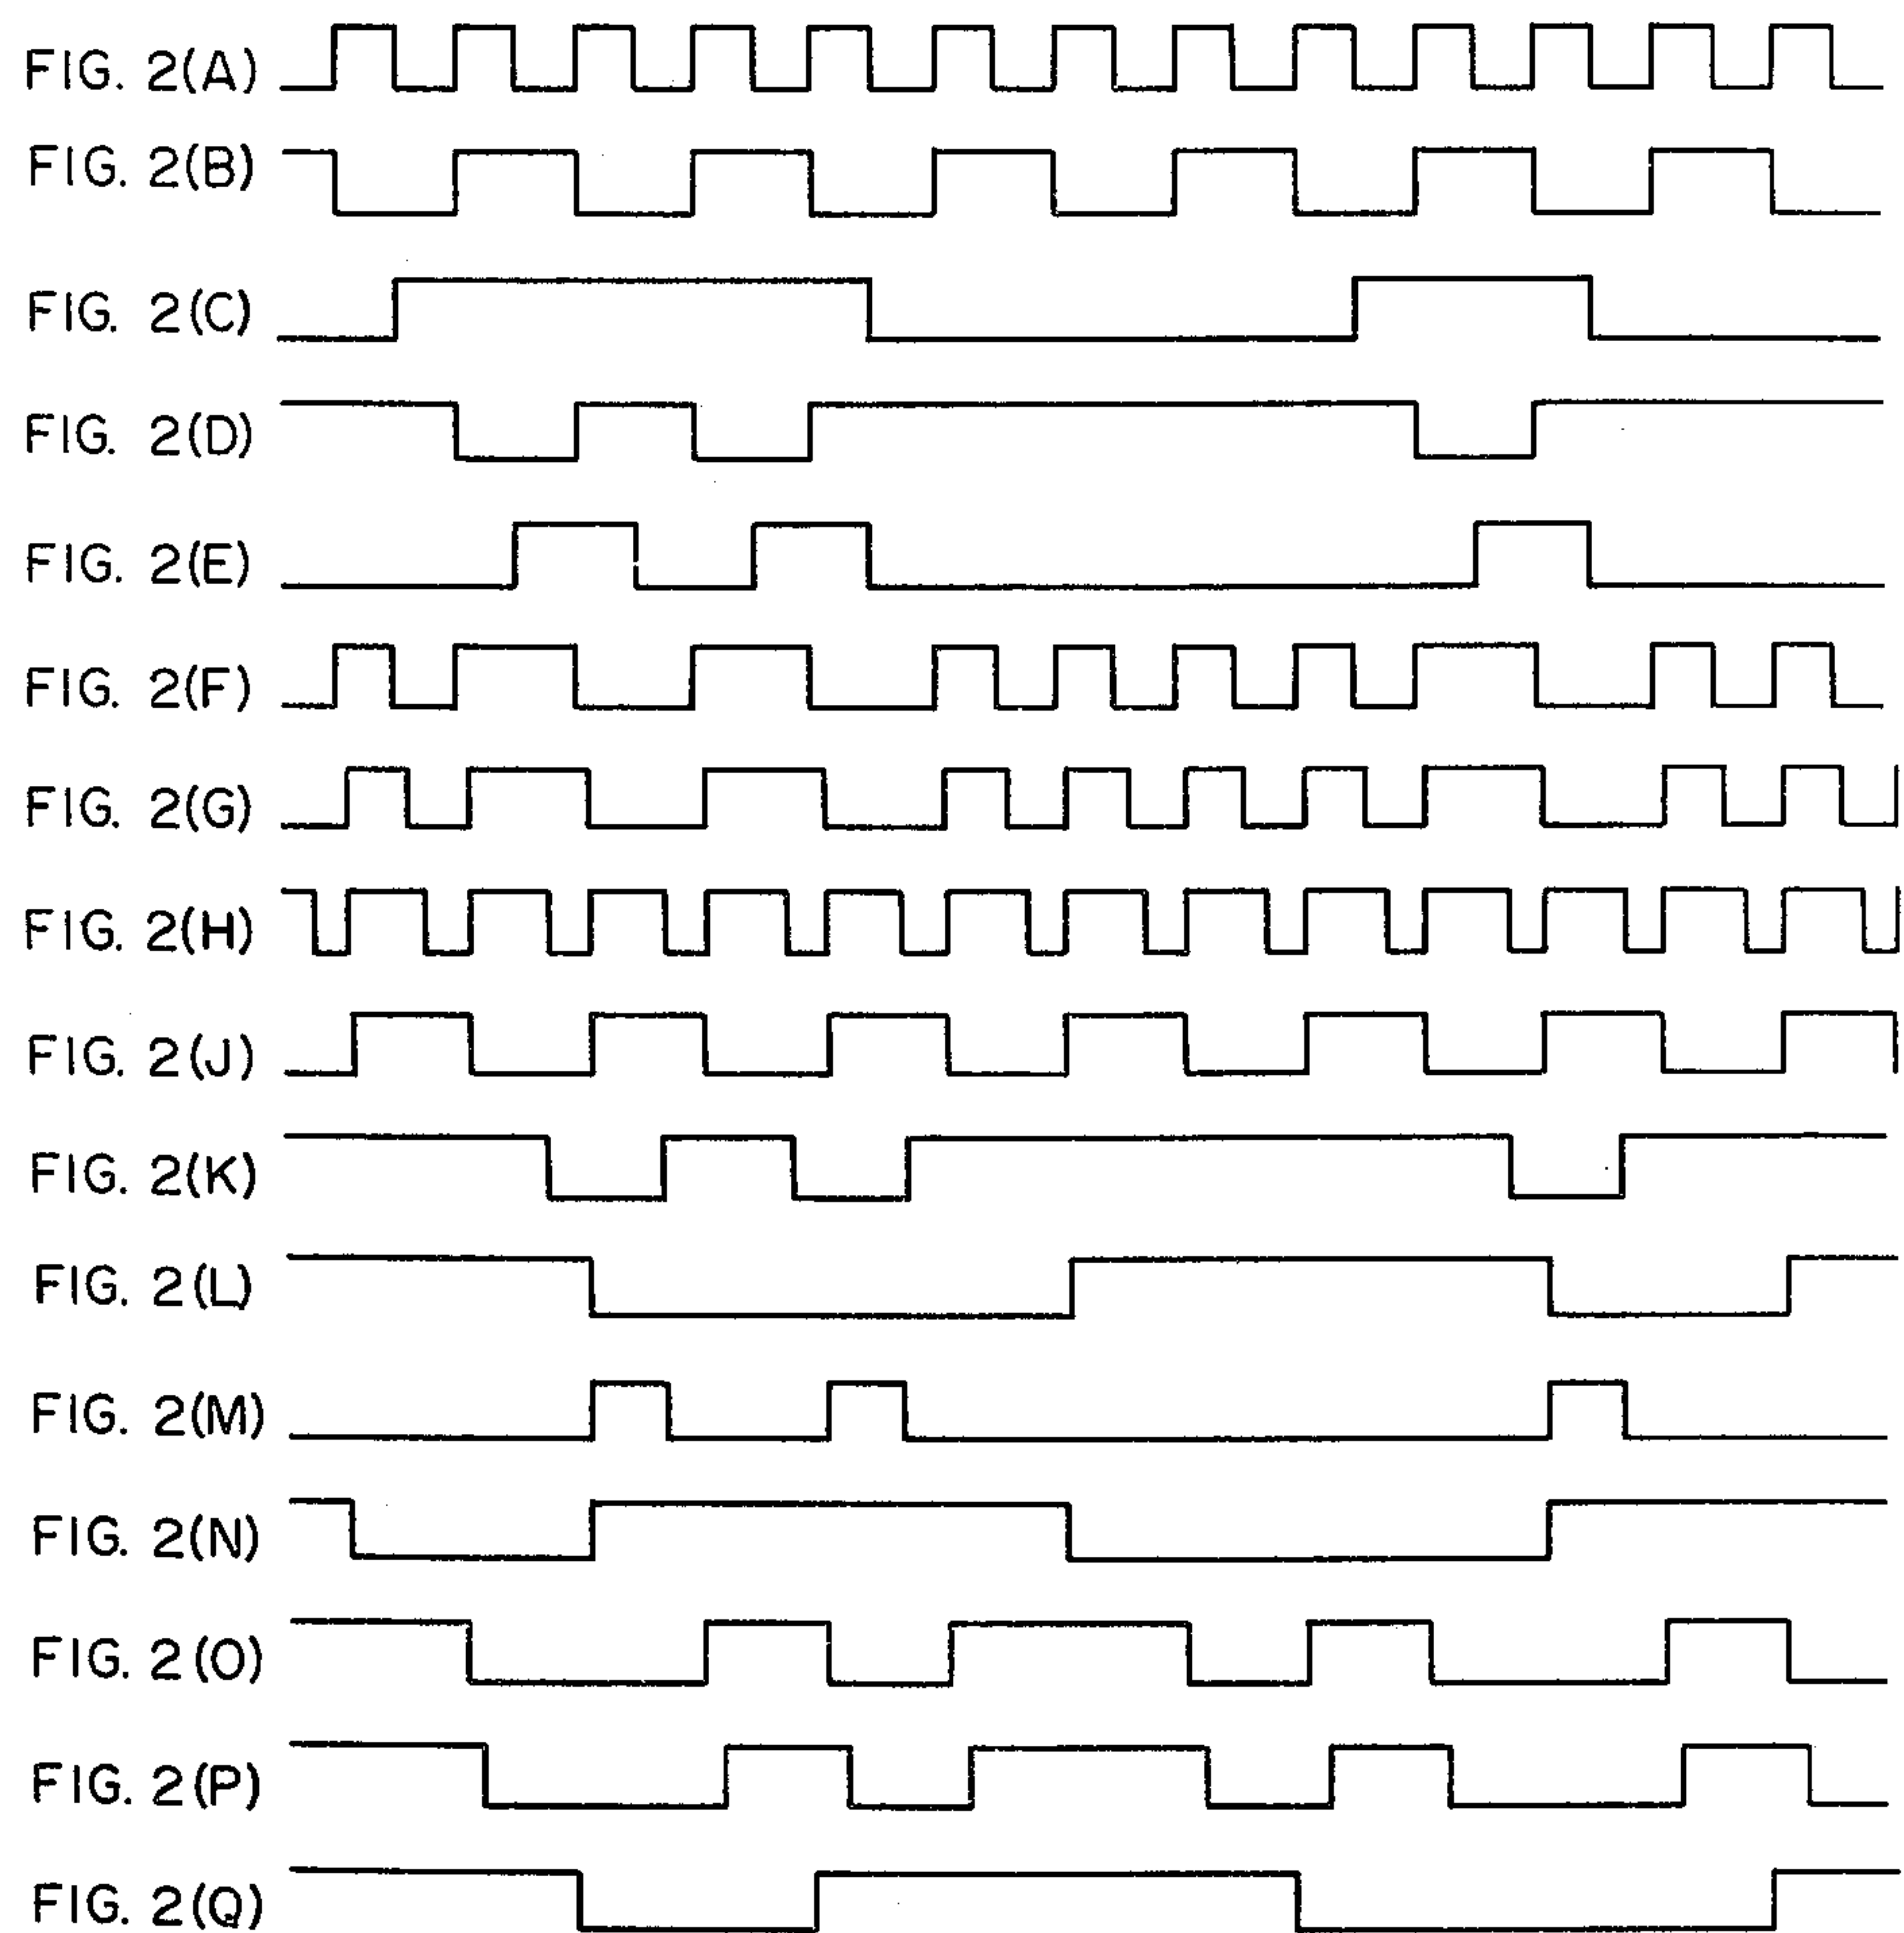 FIG. 2(A)
FIG. 2(B)
FIG. 2(C)
FIG. 2(D)
FIG. 2(E)
FIG. 2(F)
FIG. 2(G)
FIG. 2(H)
FIG. 2(J)
FIG. 2(K)
FIG. 2(L)
FIG. 2(M)
FIG. 2(N)
FIG. 2(O)
FIG. 2(P)
FIG. 2(Q)